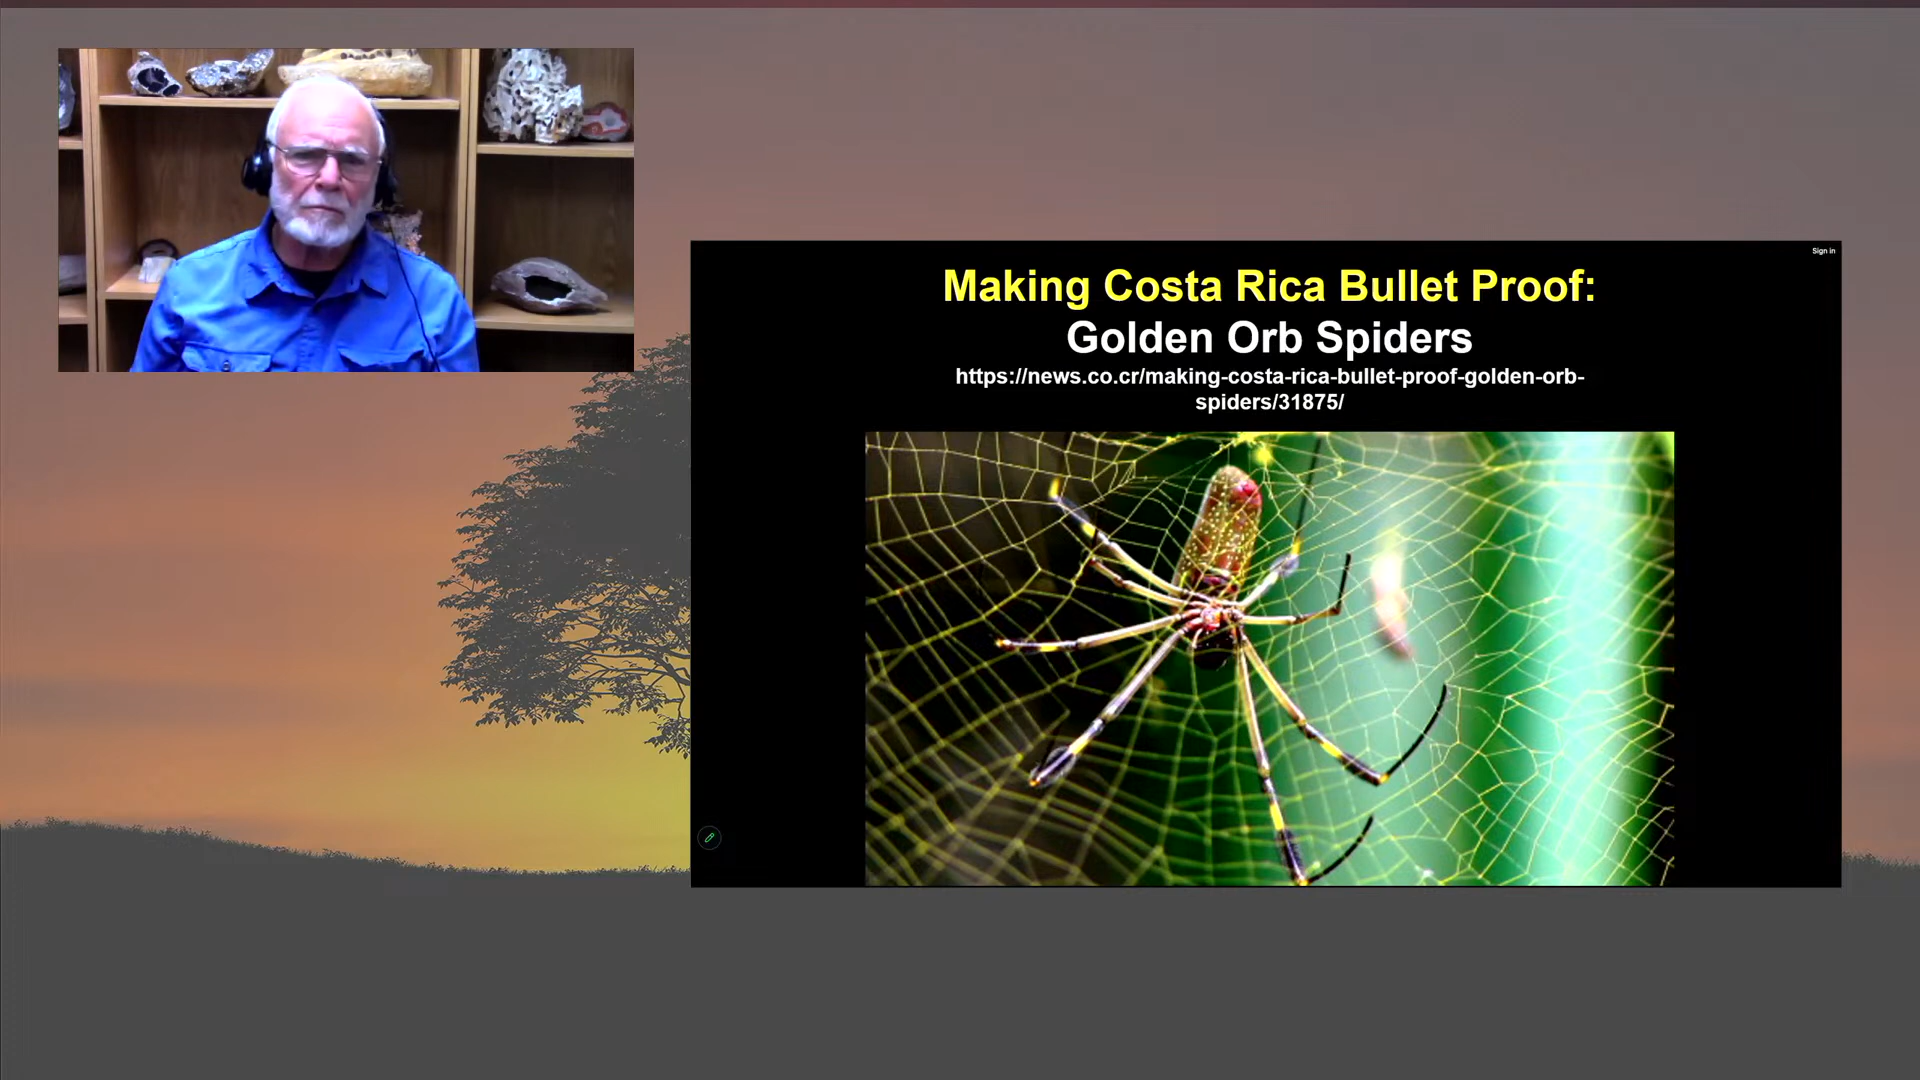 Sign in
Making Costa Rica Bullet Proof:
Golden Orb Spiders
https://news.co.cr/making-costa-rica-bullet-proof-golden-orb-
spiders/31875/